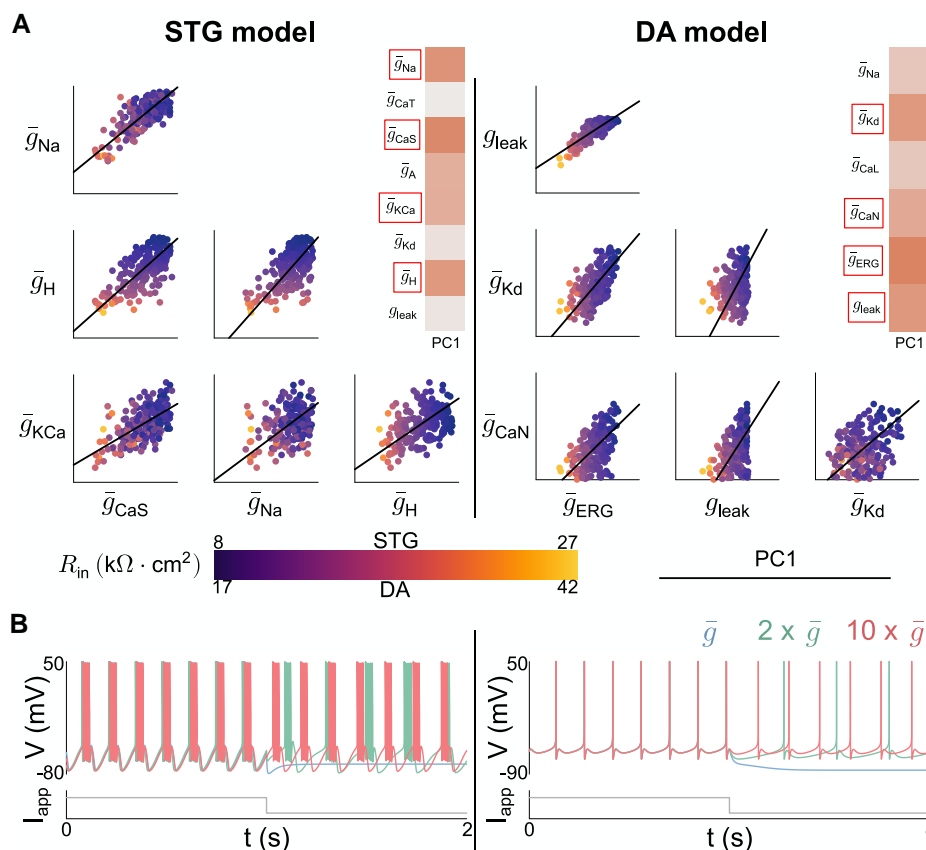 A
STG model
DA model
ḡNa
ḡCaT
ḡCaS
ḡA
ḡKCa
ḡKd
ḡH
gleak
PC1
ḡNa
ḡH
ḡKCa
ḡCaS
ḡNa
ḡH
ḡNa
ḡKd
ḡCaL
ḡCaN
ḡERG
gleak
PC1
gleak
ḡKd
ḡCaN
ḡERG
gleak
ḡKd
Rin (kΩ · cm²)
8
STG
27
17
DA
42
PC1
B
ḡ
2 x ḡ
10 x ḡ
50
V (mV)
-80
Iapp
0
t (s)
2
50
V (mV)
-90
Iapp
0
t (s)
2